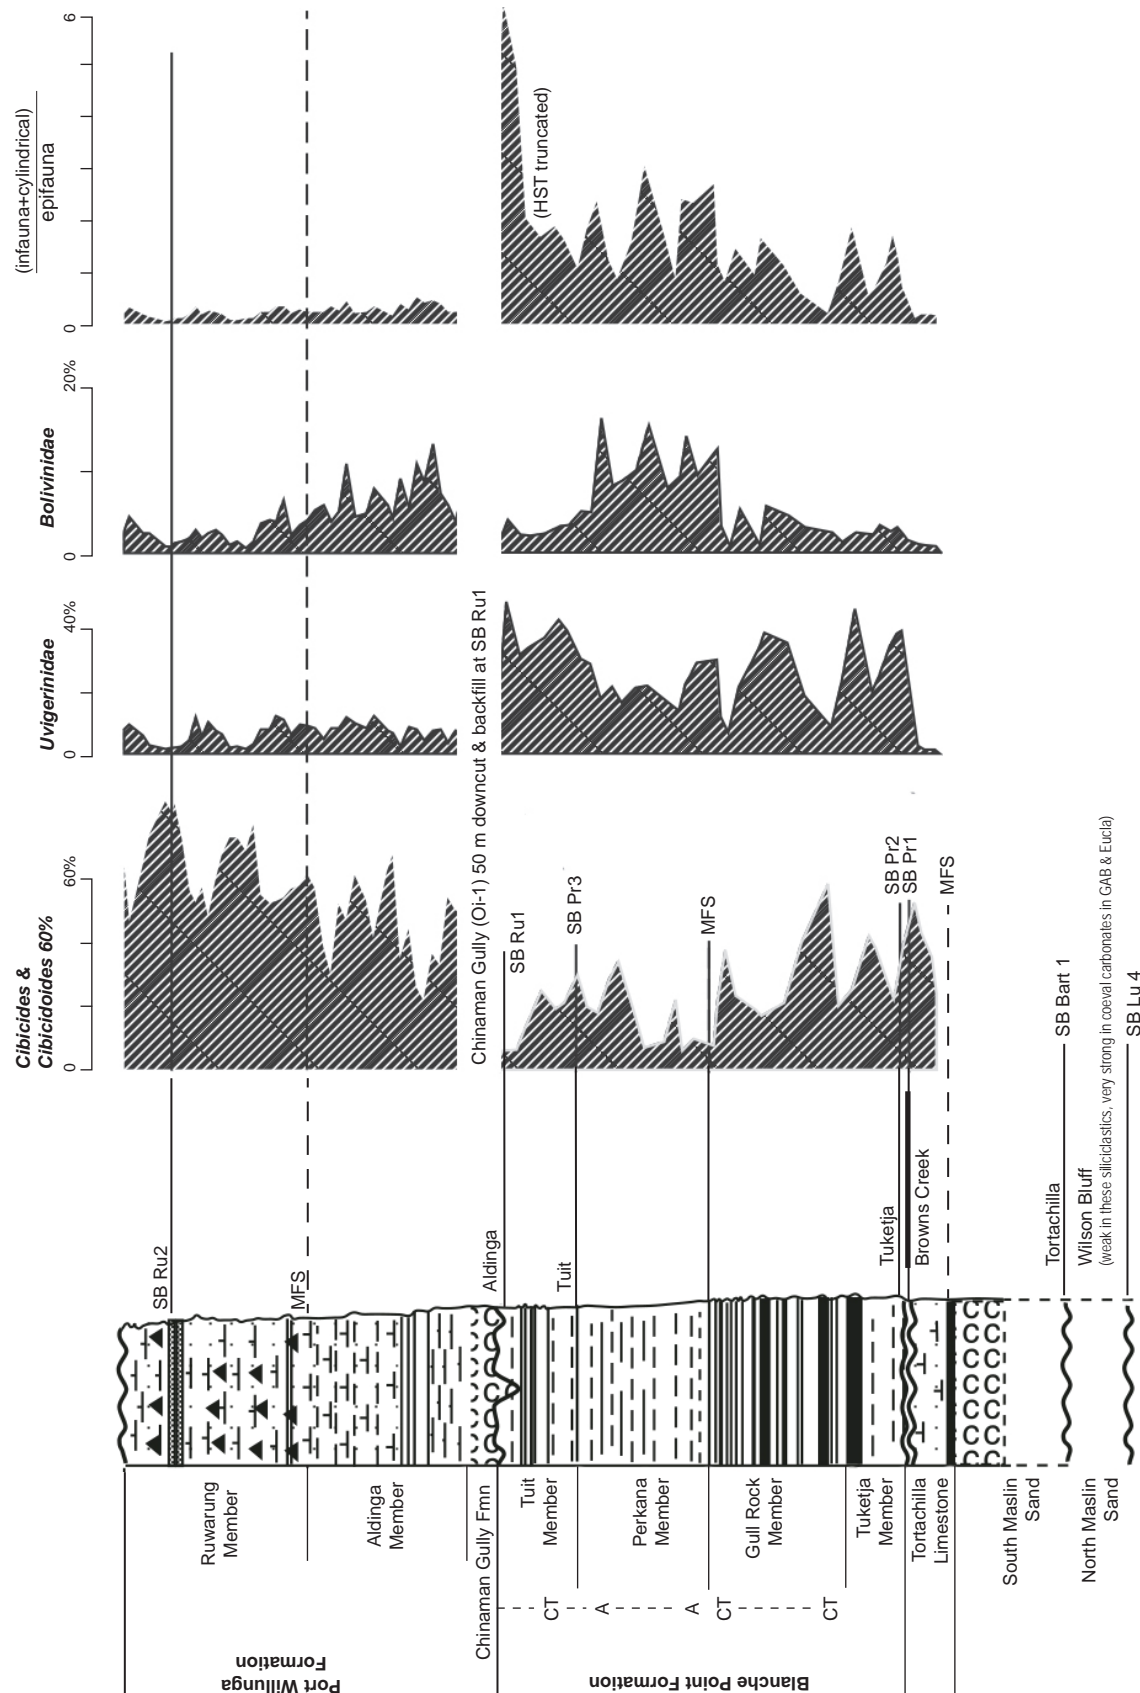 (infauna+cylindrical)
epifauna
0
6
Bolivinidae
0
20%
Uvigerinidae
0
40%
Cibicides &
Cibicidoides 60%
0
60%
(HST truncated)
Chinaman Gully (Oi-1) 50 m downcut & backfill at SB Ru1
SB Ru1
SB Pr3
MFS
SB Pr2
SB Pr1
MFS
SB Bart 1
(weak in these siliciclastics, very strong in coeval carbonates in GAB & Eucla)
SB Lu 4
SB Ru2
MFS
Aldinga
Tuit
Tuketja
Browns Creek
Tortachilla
Wilson Bluff
C C C C C
C C C C C
C C C C
Ruwarung
Member
Aldinga
Member
Chinaman Gully Fmn
Tuit
Member
Perkana
Member
Gull Rock
Member
Tuketja
Member
Tortachilla
Limestone
South Maslin
Sand
North Maslin
Sand
CT
A
A
CT
CT
Port Willunga
Formation
Blanche Point Formation